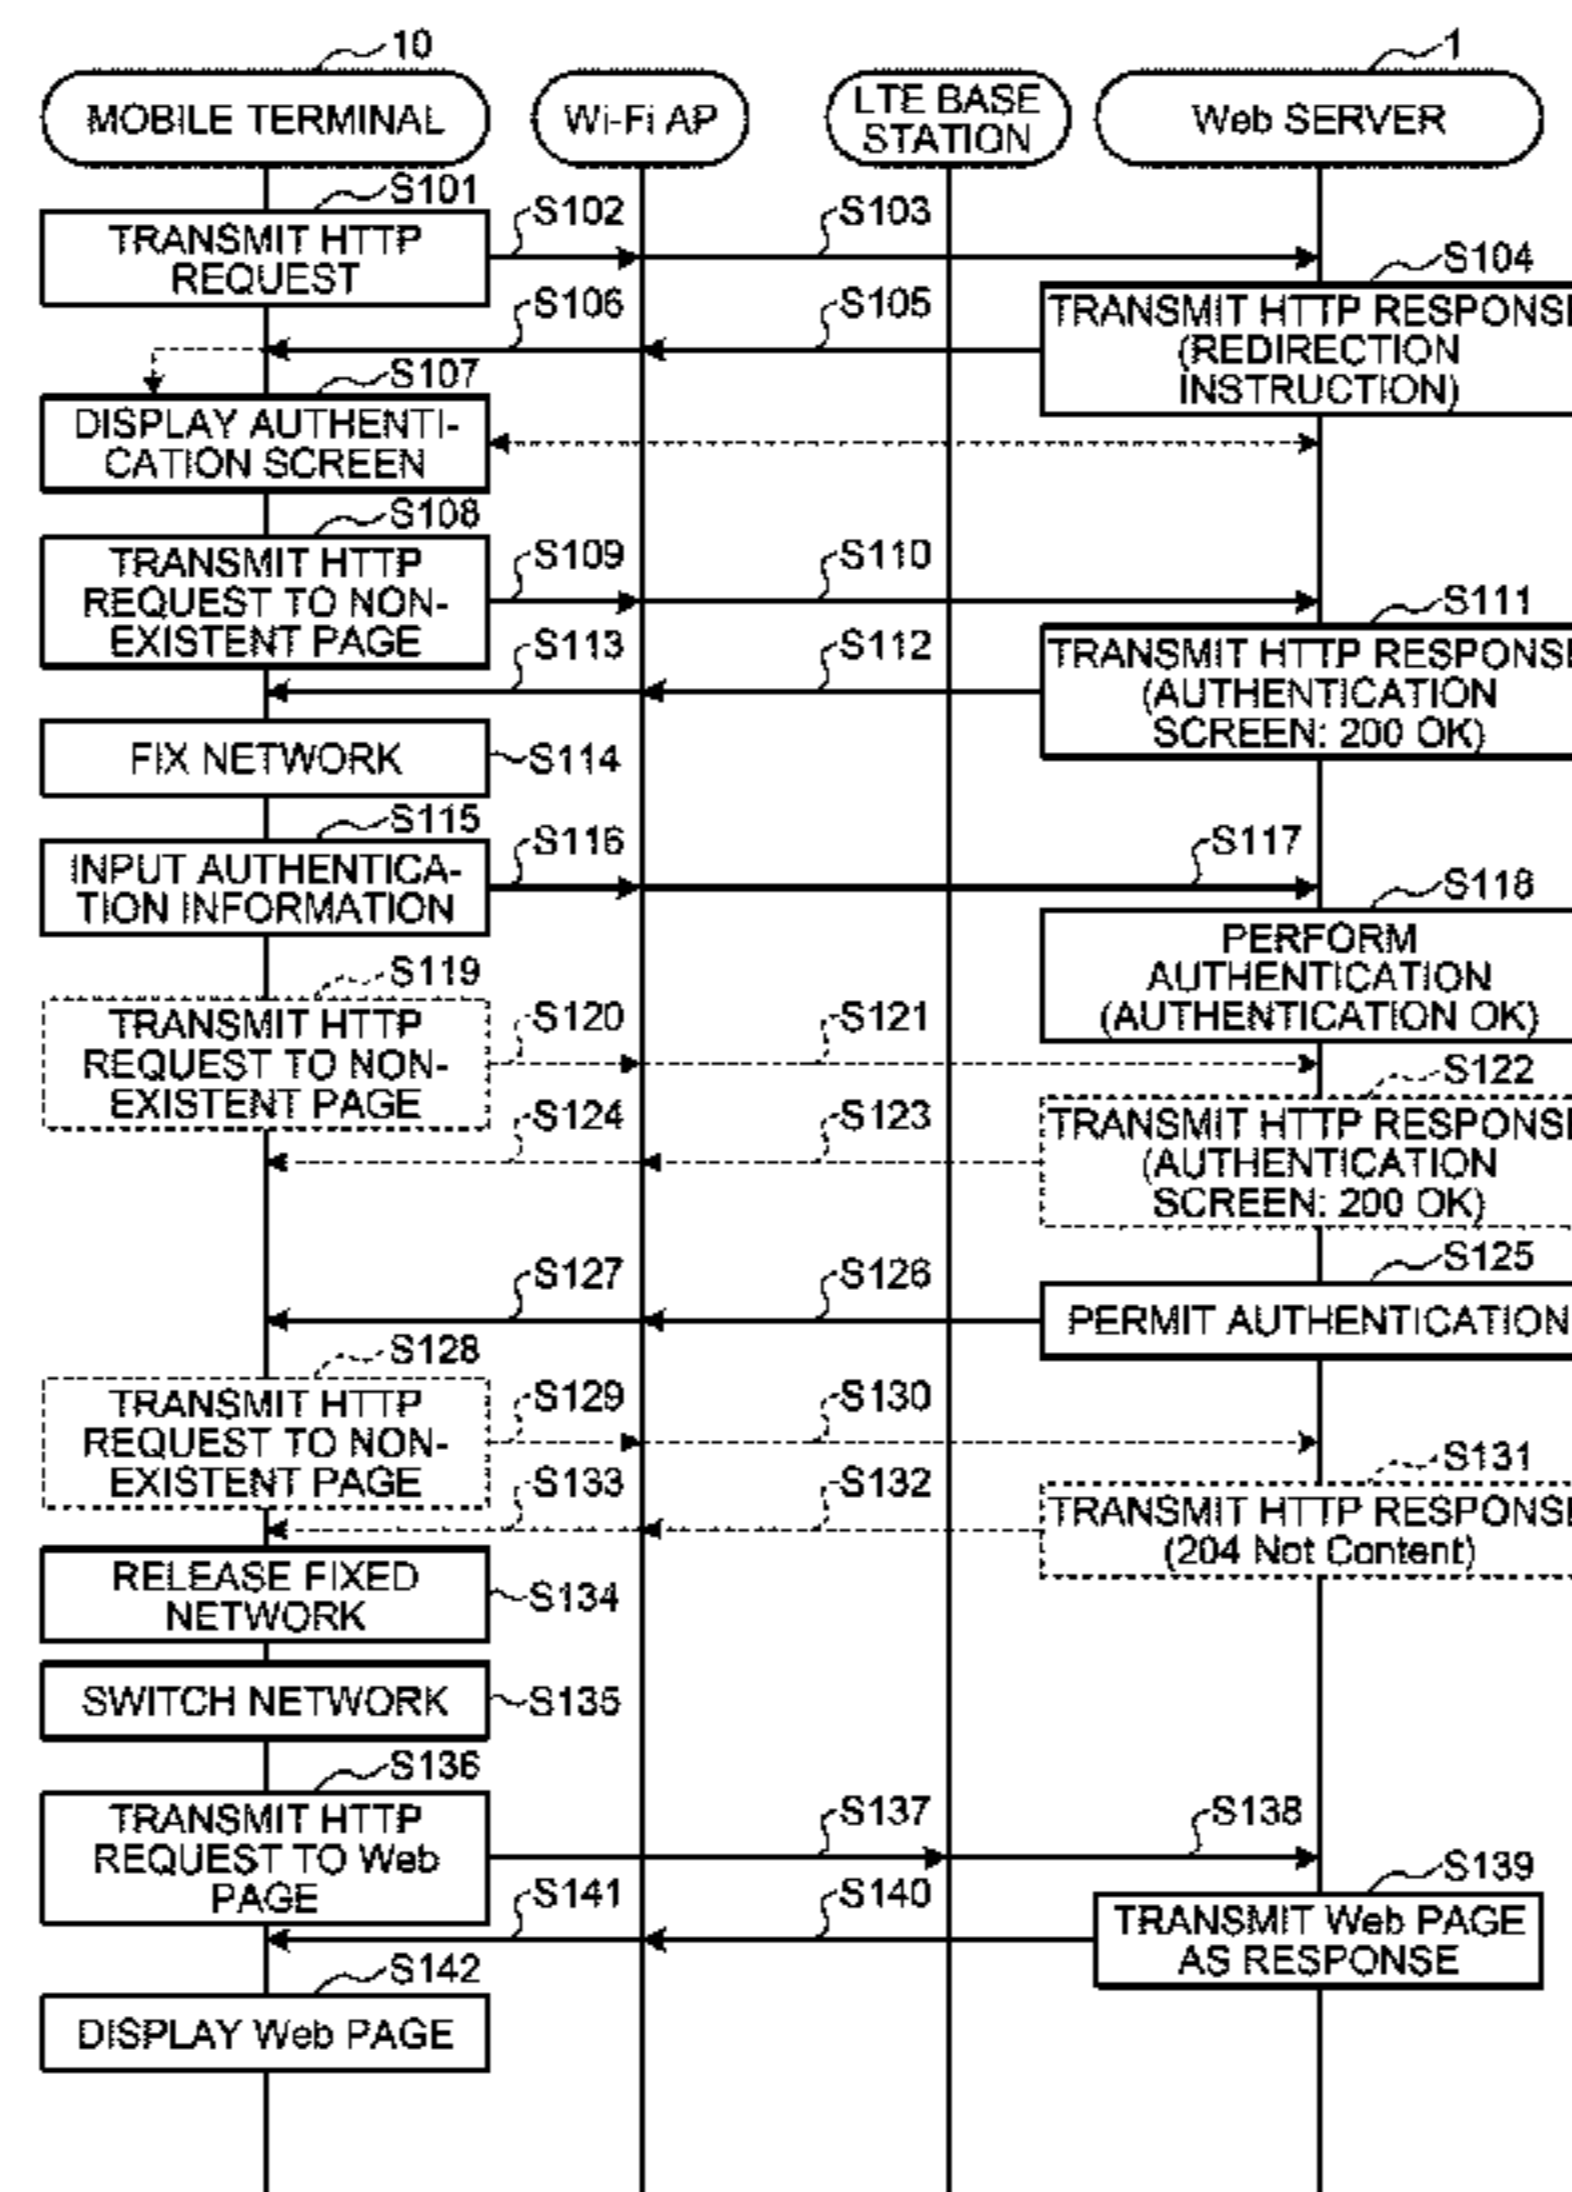 10
1
MOBILE TERMINAL
Wi-Fi AP
LTE BASE
STATION
Web SERVER
S101
TRANSMIT HTTP
REQUEST
S102
S103
S104
TRANSMIT HTTP RESPONSE
(REDIRECTION
INSTRUCTION)
S106
S105
S107
DISPLAY AUTHENTI-
CATION SCREEN
S108
TRANSMIT HTTP
REQUEST TO NON-
EXISTENT PAGE
S109
S110
S111
TRANSMIT HTTP RESPONSE
(AUTHENTICATION
SCREEN: 200 OK)
S113
S112
FIX NETWORK
S114
S115
INPUT AUTHENTICA-
TION INFORMATION
S116
S117
S118
PERFORM
AUTHENTICATION
(AUTHENTICATION OK)
S119
TRANSMIT HTTP
REQUEST TO NON-
EXISTENT PAGE
S120
S121
S122
TRANSMIT HTTP RESPONSE
(AUTHENTICATION
SCREEN: 200 OK)
S124
S123
S125
PERMIT AUTHENTICATION
S127
S126
S128
TRANSMIT HTTP
REQUEST TO NON-
EXISTENT PAGE
S129
S130
S131
TRANSMIT HTTP RESPONSE
(204 Not Content)
S133
S132
RELEASE FIXED
NETWORK
S134
SWITCH NETWORK
S135
S136
TRANSMIT HTTP
REQUEST TO Web
PAGE
S137
S138
S139
TRANSMIT Web PAGE
AS RESPONSE
S141
S140
S142
DISPLAY Web PAGE